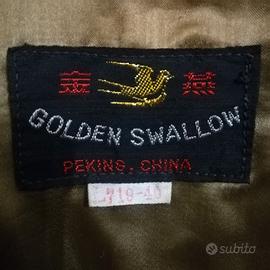 金 燕
GOLDEN SWALLOW
PEKING, CHINA
subito